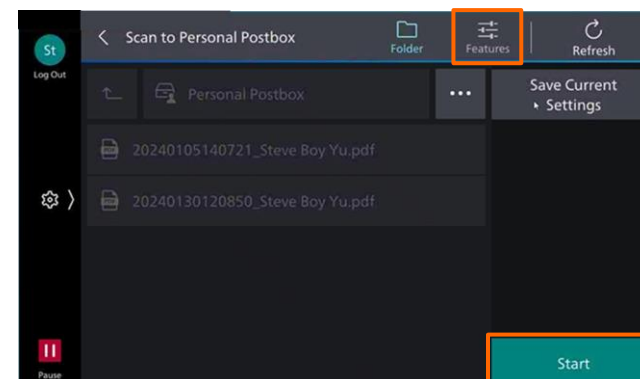 St
Log Out
Scan to Personal Postbox
Folder
Features
Refresh
Personal Postbox
...
Save Current
Settings
20240105140721_Steve Boy Yu.pdf
20240130120850_Steve Boy Yu.pdf
Pause
Start